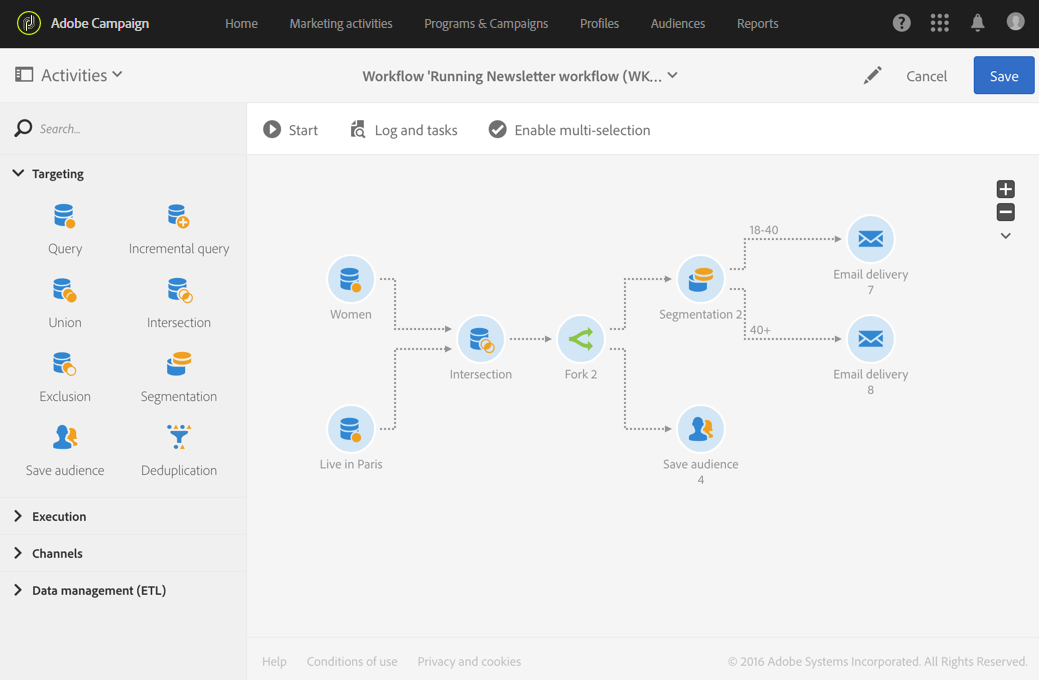 Adobe Campaign
Home
Marketing activities
Programs & Campaigns
Profiles
Audiences
Reports
Activities
Workflow 'Running Newsletter workflow (WK...
Cancel
Save
Search...
Start
Log and tasks
Enable multi-selection
Targeting
Query
Incremental query
Union
Intersection
Exclusion
Segmentation
Save audience
Deduplication
Execution
Channels
Data management (ETL)
Women
Live in Paris
Intersection
Fork 2
Segmentation 2
18-40
40+
Email delivery
7
Email delivery
8
Save audience
4
Help
Conditions of use
Privacy and cookies
© 2016 Adobe Systems Incorporated. All Rights Reserved.